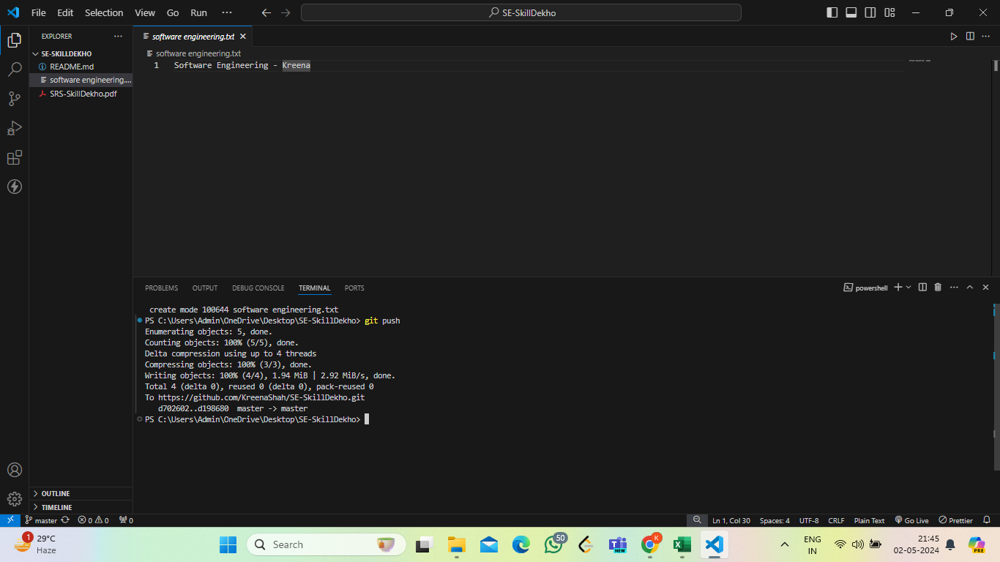 File Edit Selection View Go Run ···
SE-SkillDekho
EXPLORER ···
SE-SKILLDEKHO
README.md
software engineering....
SRS-SkillDekho.pdf
OUTLINE
TIMELINE
software engineering.txt
software engineering.txt
1 Software Engineering - Kreena
PROBLEMS OUTPUT DEBUG CONSOLE TERMINAL PORTS
powershell
create mode 100644 software engineering.txt
PS C:\Users\Admin\OneDrive\Desktop\SE-SkillDekho> git push
Enumerating objects: 5, done.
Counting objects: 100% (5/5), done.
Delta compression using up to 4 threads
Compressing objects: 100% (3/3), done.
Writing objects: 100% (4/4), 1.94 MiB | 2.92 MiB/s, done.
Total 4 (delta 0), reused 0 (delta 0), pack-reused 0
To https://github.com/KreenaShah/SE-SkillDekho.git
d702602..d198680 master -> master
PS C:\Users\Admin\OneDrive\Desktop\SE-SkillDekho>
master 0 0 0 Ln 1, Col 30 Spaces: 4 UTF-8 CRLF Plain Text Go Live Prettier
1 29°C
Haze
Search
50
NEW
K
ENG
IN
21:45
02-05-2024
PRE